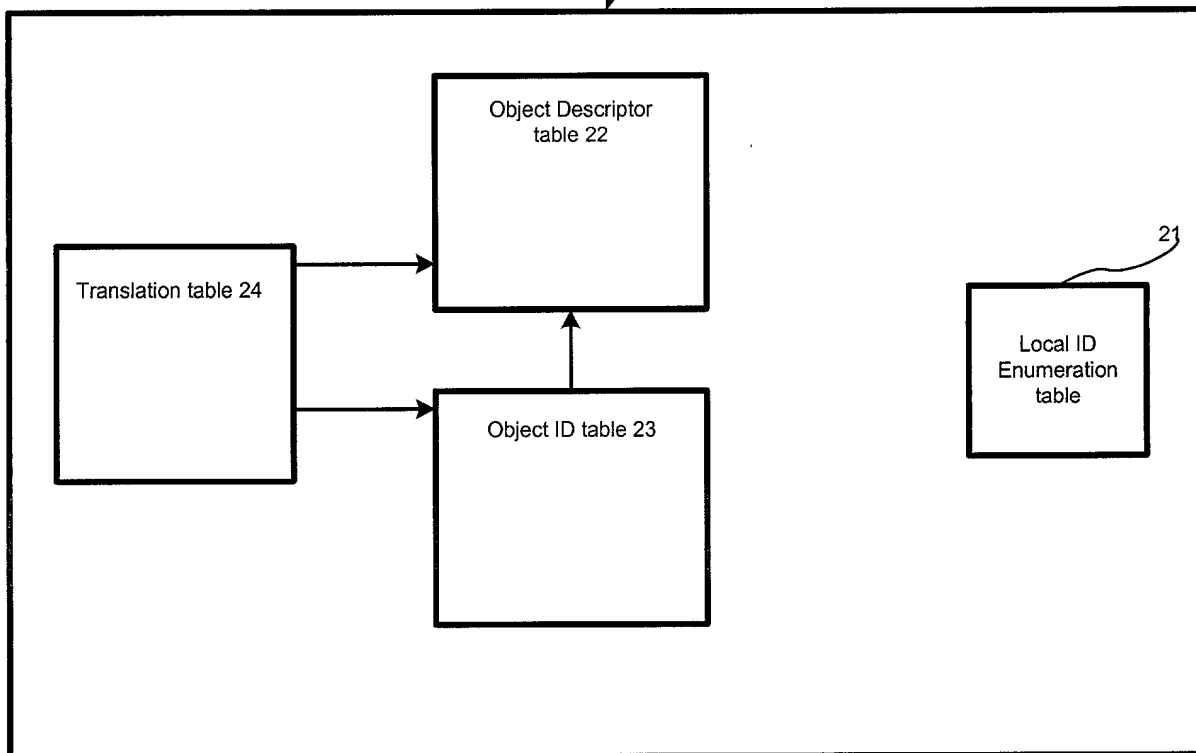 Object Descriptor
table 22
Translation table 24
Object ID table 23
21
Local ID
Enumeration
table